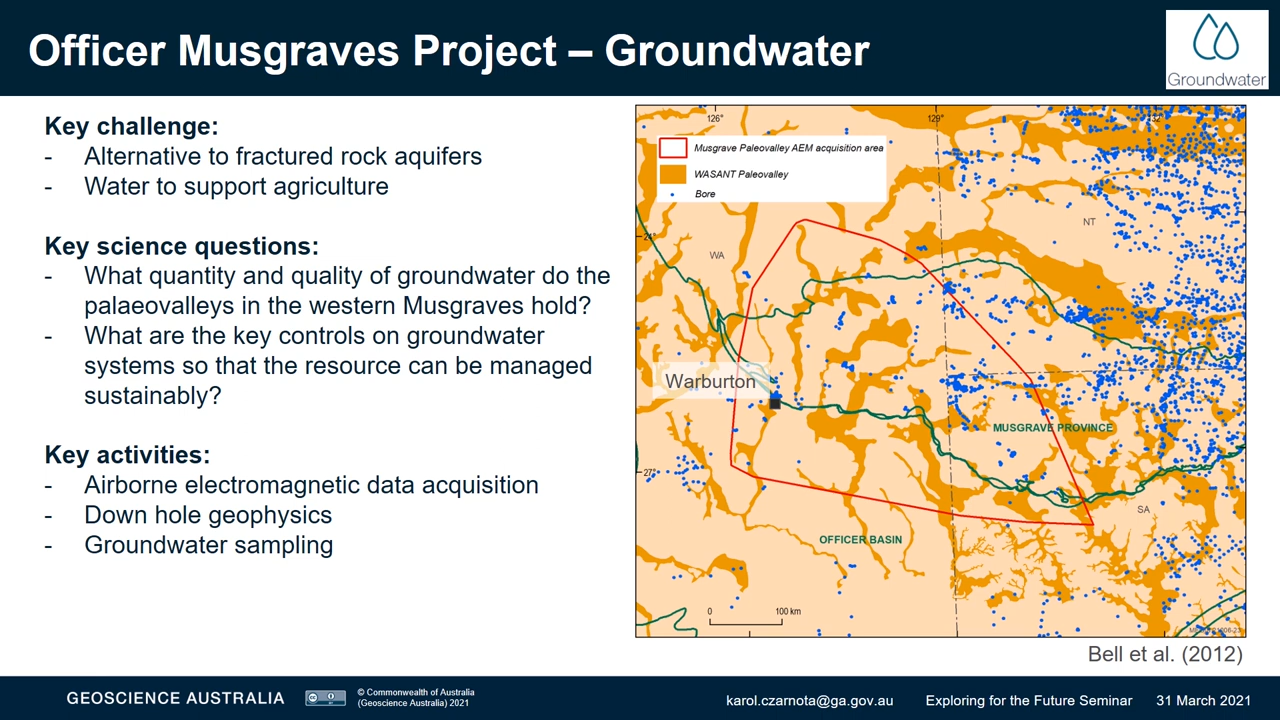 Officer Musgraves Project – Groundwater
Groundwater
Key challenge:
- Alternative to fractured rock aquifers
- Water to support agriculture
Key science questions:
- What quantity and quality of groundwater do the
palaeovalleys in the western Musgraves hold?
- What are the key controls on groundwater
systems so that the resource can be managed
sustainably?
Key activities:
- Airborne electromagnetic data acquisition
- Down hole geophysics
- Groundwater sampling
126°
129°
132°
Musgrave Paleovalley AEM acquisition area
WASANT Paleovalley
Bore
NT
24°
WA
Warburton
MUSGRAVE PROVINCE
27°
SA
OFFICER BASIN
0 100 km
Bell et al. (2012)
GEOSCIENCE AUSTRALIA
© Commonwealth of Australia
(Geoscience Australia) 2021
karol.czarnota@ga.gov.au
Exploring for the Future Seminar
31 March 2021